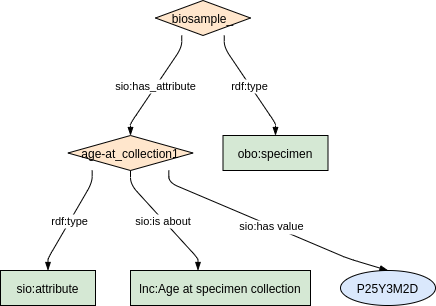 biosample_
sio:has_attribute
rdf:type
age-at_collection1
obo:specimen
rdf:type
sio:is about
sio:has value
sio:attribute
lnc:Age at specimen collection
P25Y3M2D